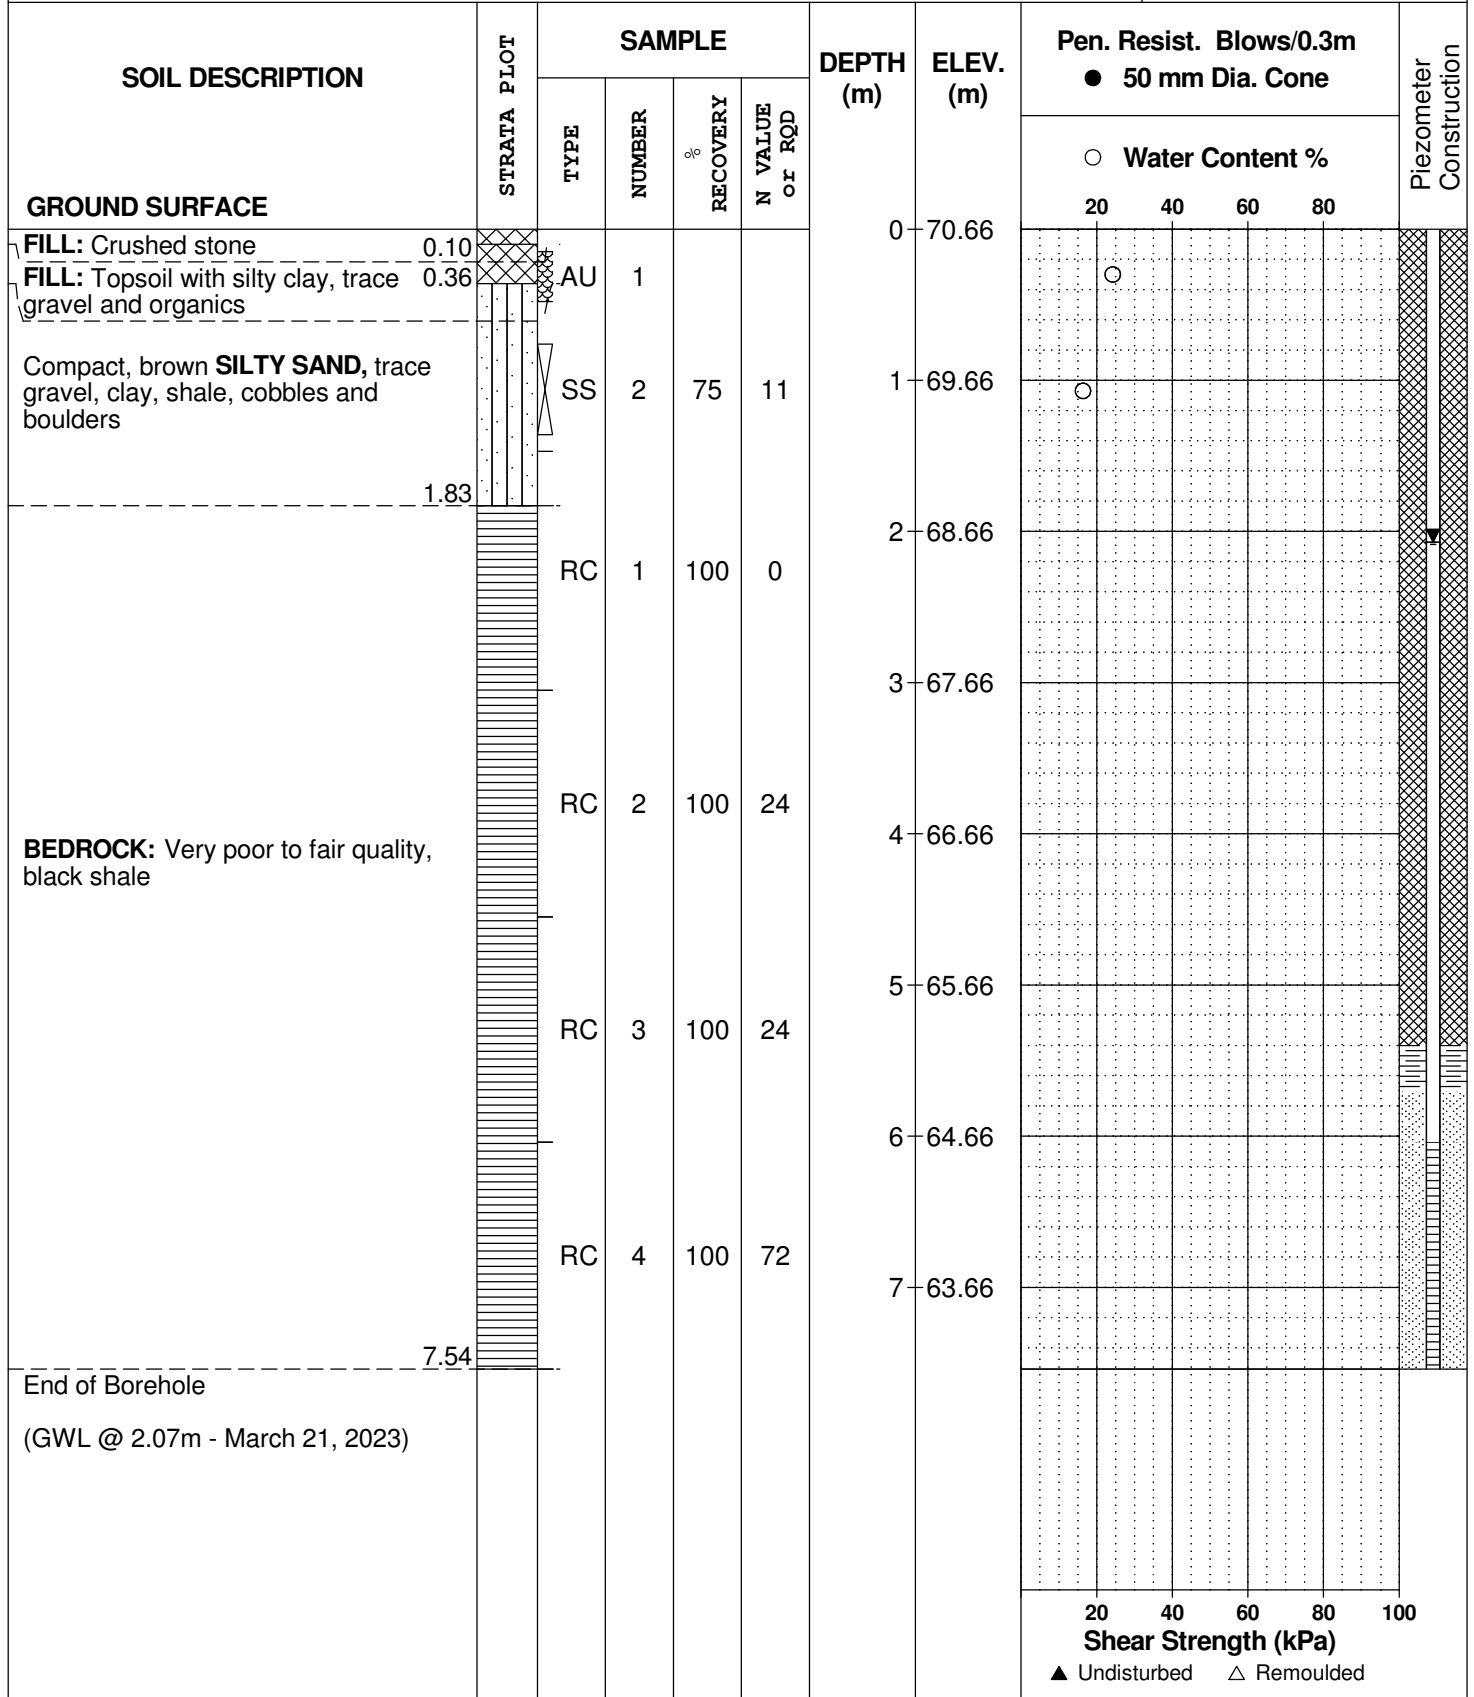 SOIL DESCRIPTION
GROUND SURFACE
STRATA PLOT
SAMPLE
TYPE
NUMBER
% RECOVERY
N VALUE or RQD
DEPTH (m)
ELEV. (m)
Pen. Resist. Blows/0.3m
● 50 mm Dia. Cone
○ Water Content %
20 40 60 80
Piezometer Construction
0 70.66
FILL: Crushed stone 0.10
FILL: Topsoil with silty clay, trace 0.36
gravel and organics
AU 1
Compact, brown SILTY SAND, trace
gravel, clay, shale, cobbles and
boulders
SS 2 75 11
1 69.66
1.83
2 68.66
RC 1 100 0
3 67.66
RC 2 100 24
4 66.66
BEDROCK: Very poor to fair quality,
black shale
5 65.66
RC 3 100 24
6 64.66
RC 4 100 72
7 63.66
7.54
End of Borehole
(GWL @ 2.07m - March 21, 2023)
20 40 60 80 100
Shear Strength (kPa)
▲ Undisturbed △ Remoulded